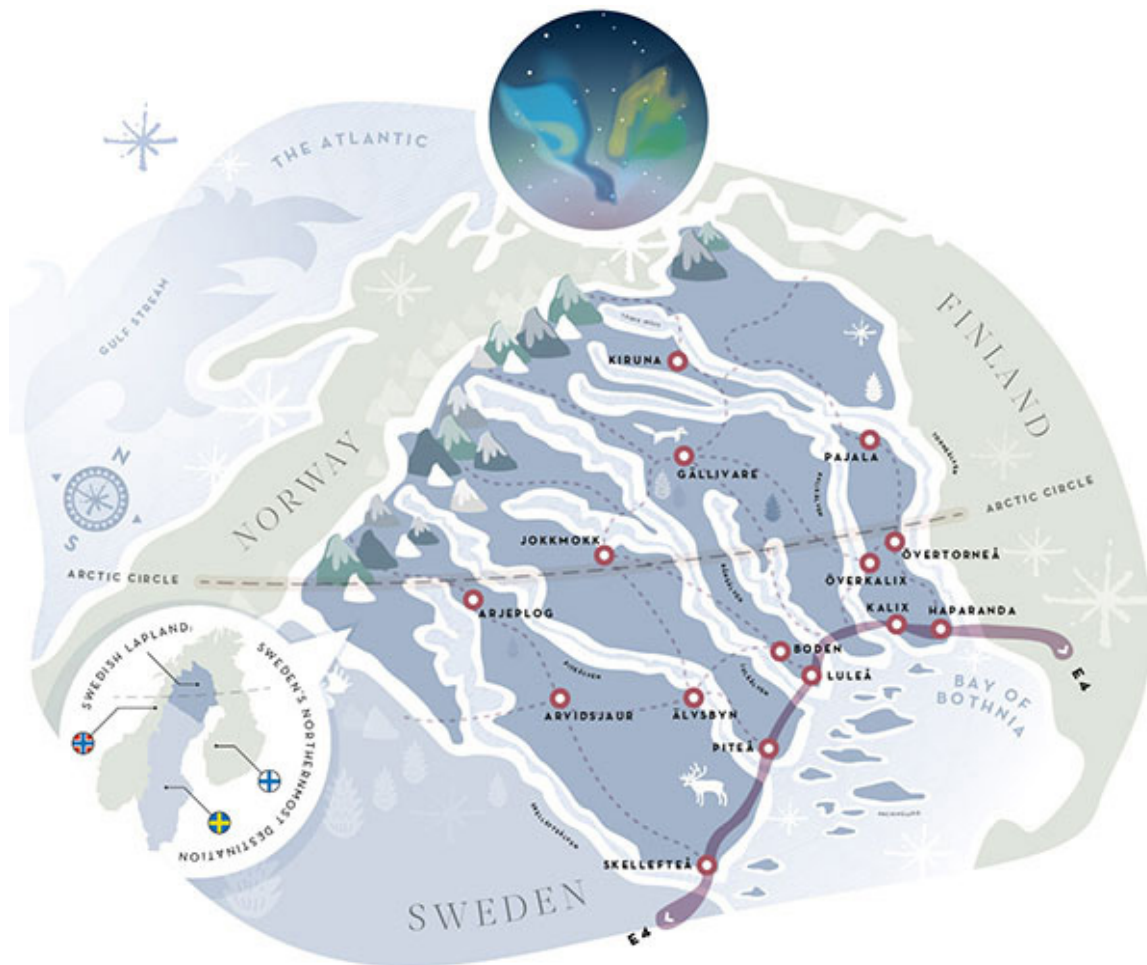 THE ATLANTIC
GULF STREAM
N
S
NORWAY
FINLAND
KIRUNA
PAJALA
GÄLLIVARE
ARCTIC CIRCLE
JOKKMOKK
ÖVERTORNEÅ
ÖVERKALIX
ARCTIC CIRCLE
ARJEPLOG
KALIX
HAPARANDA
BODEN
LULEÅ
E4
BAY OF
BOTHNIA
ARVIDSJAUR
ÄLVSBYN
PITEÅ
SWEDISH LAPLAND:
SWEDEN'S NORTHERNMOST DESTINATION
SKELLEFTEÄLVEN
SKELLEFTEÅ
SWEDEN
E4